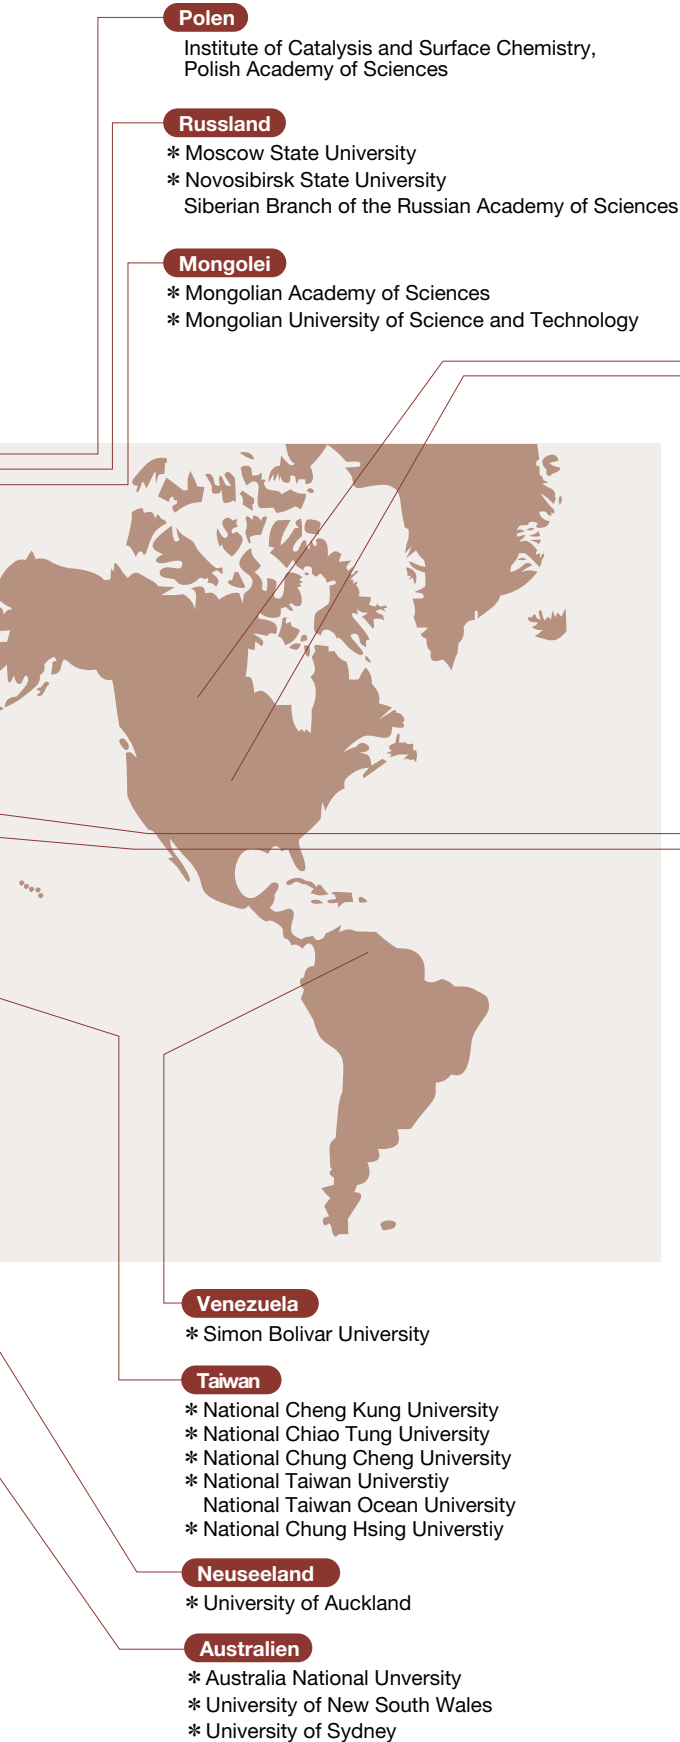 Polen
Institute of Catalysis and Surface Chemistry,
Polish Academy of Sciences
Russland
* Moscow State University
* Novosibirsk State University
Siberian Branch of the Russian Academy of Sciences
Mongolei
* Mongolian Academy of Sciences
* Mongolian University of Science and Technology
Venezuela
* Simon Bolivar University
Taiwan
* National Cheng Kung University
* National Chiao Tung University
* National Chung Cheng University
* National Taiwan Universtiy
National Taiwan Ocean University
* National Chung Hsing Universtiy
Neuseeland
* University of Auckland
Australien
* Australia National Unversity
* University of New South Wales
* University of Sydney